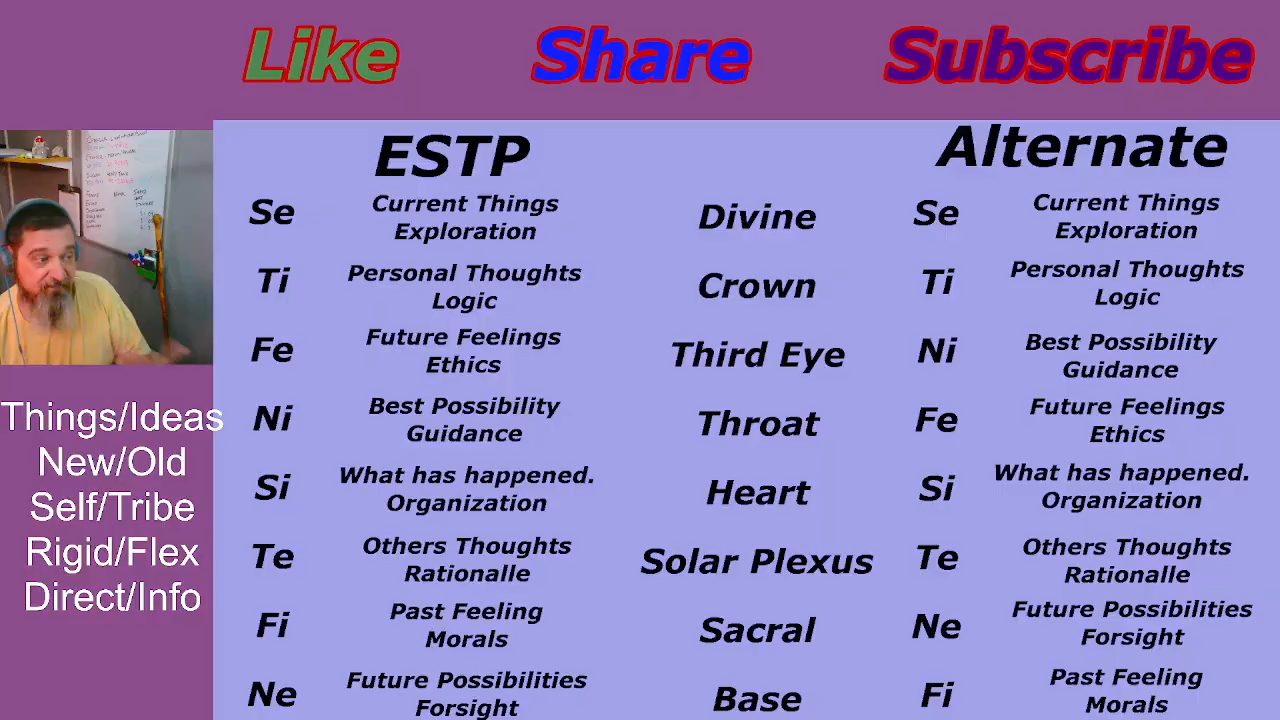 Like Share Subscribe
ESTP Alternate
Se Current Things Divine Se Current Things
Exploration Exploration
Ti Personal Thoughts Crown Ti Personal Thoughts
Logic Logic
Fe Future Feelings Third Eye Ni Best Possibility
Ethics Guidance
Ni Best Possibility Throat Fe Future Feelings
Guidance Ethics
Si What has happened. Heart Si What has happened.
Organization Organization
Te Others Thoughts Solar Plexus Te Others Thoughts
Rationalle Rationalle
Fi Past Feeling Sacral Ne Future Possibilities
Morals Forsight
Ne Future Possibilities Base Fi Past Feeling
Forsight Morals
Things/Ideas
New/Old
Self/Tribe
Rigid/Flex
Direct/Info